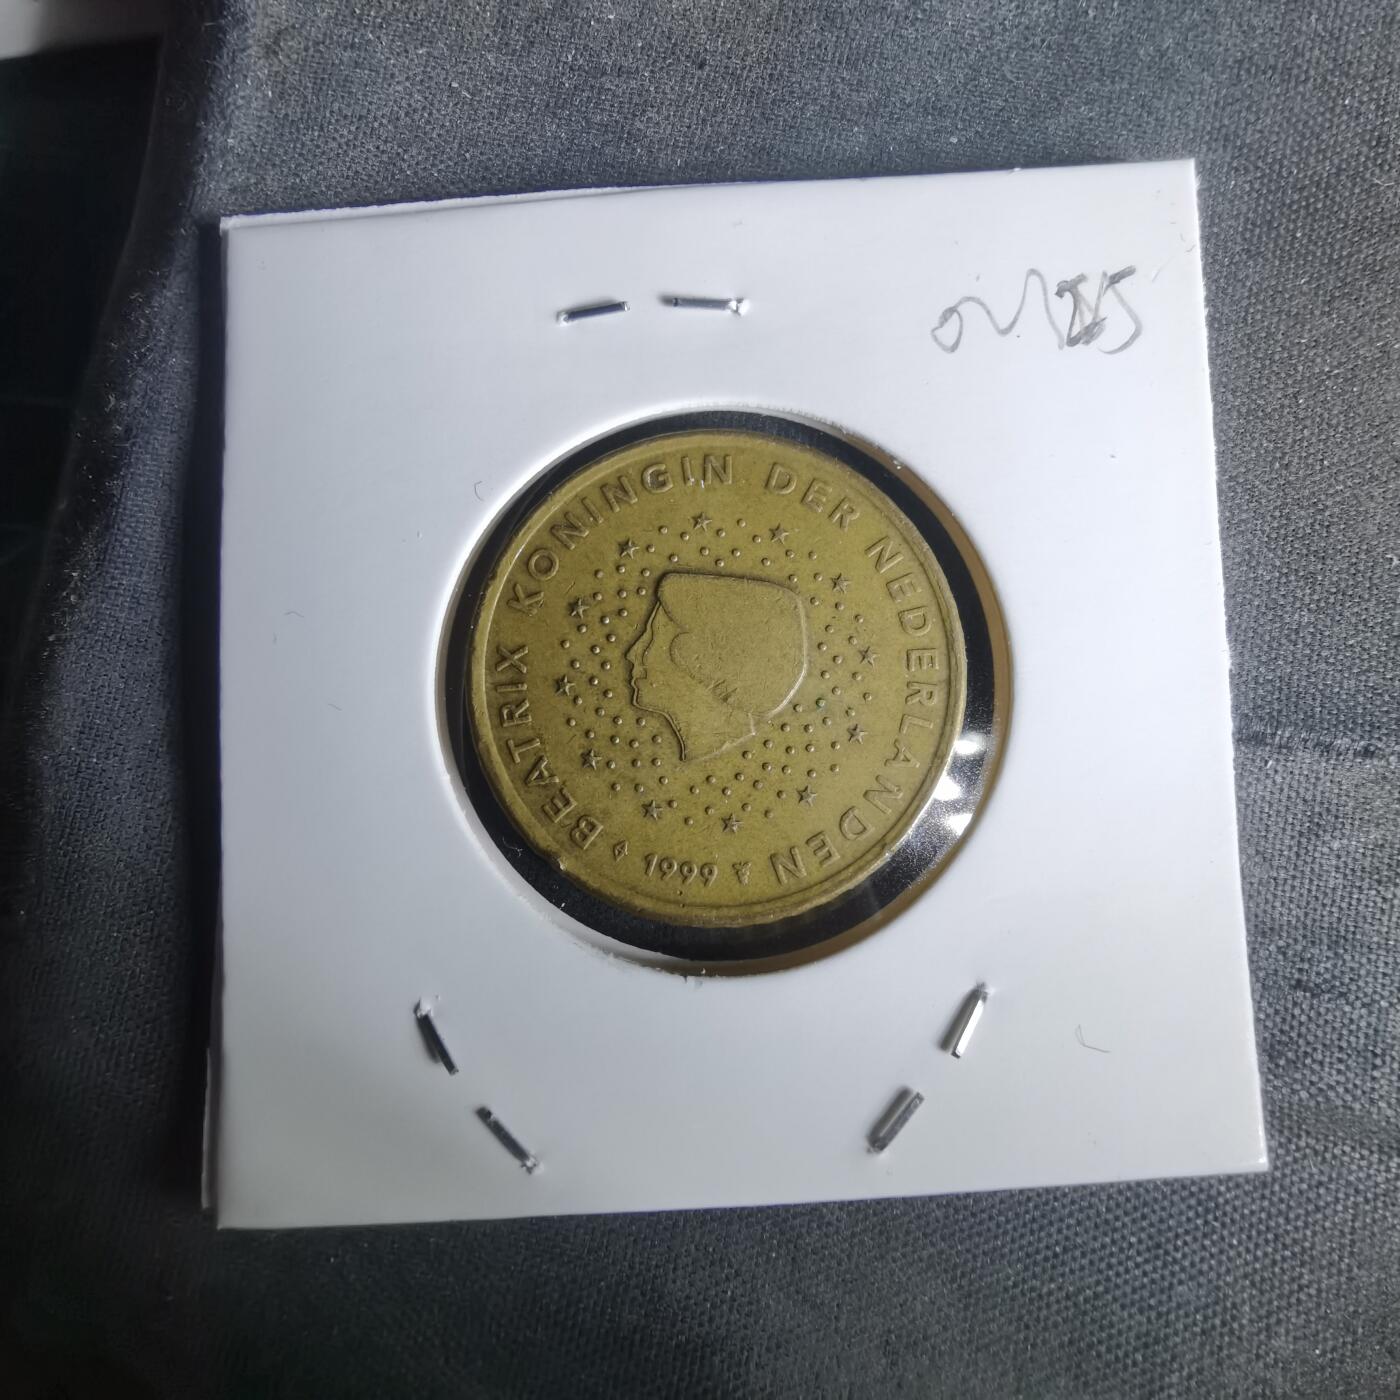 BEATRIX KONINGIN DER NEDERLANDEN
1999